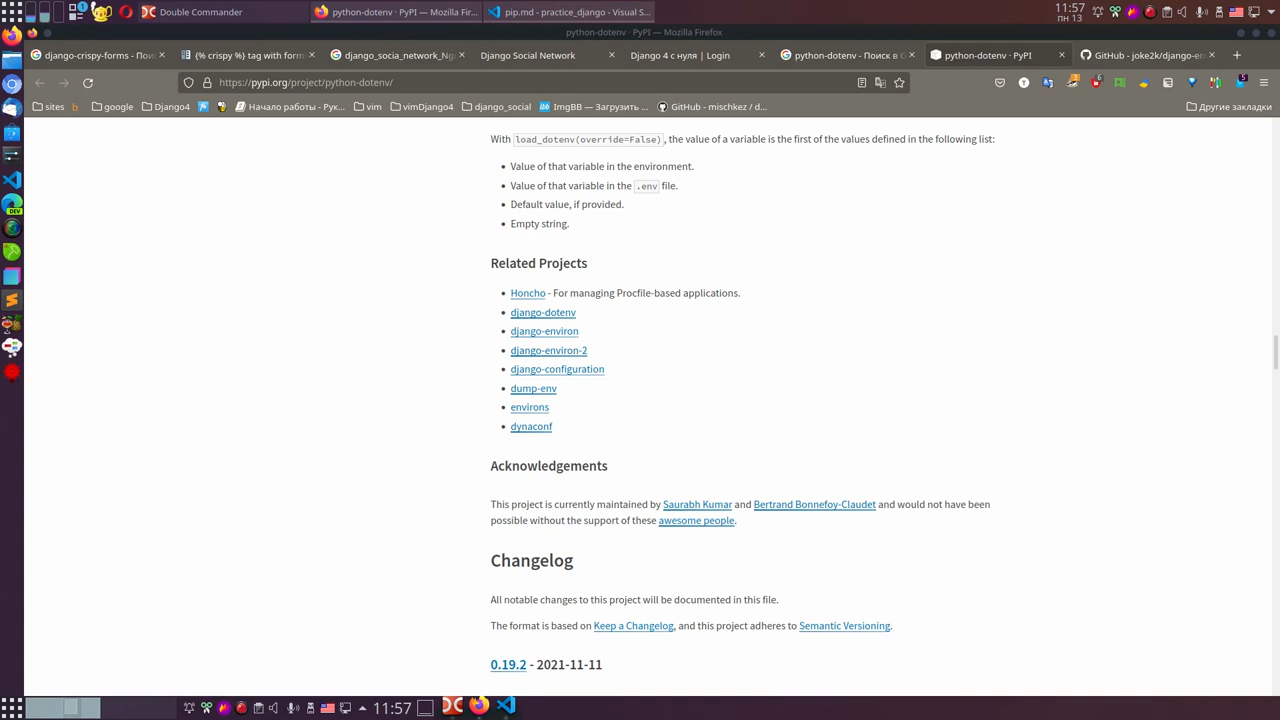 Double Commander
python-dotenv · PyPI — Mozilla Fir...
pip.md - practice_django - Visual S...
11:57
пн 13
python-dotenv · PyPI — Mozilla Firefox
django-crispy-forms - Пои
{% crispy %} tag with form
django_socia_network_Ng
Django Social Network
Django 4 с нуля | Login
python-dotenv - Поиск в G
python-dotenv · PyPI
GitHub - joke2k/django-en
https://pypi.org/project/python-dotenv/
6
5
sites
google
Django4
Начало работы - Рук...
vim
vimDjango4
django_social
ImgBB — Загрузить ...
GitHub - mischkez / d...
Другие закладки
With load_dotenv(override=False), the value of a variable is the first of the values defined in the following list:
• Value of that variable in the environment.
• Value of that variable in the .env file.
• Default value, if provided.
• Empty string.
Related Projects
• Honcho - For managing Procfile-based applications.
• django-dotenv
• django-environ
• django-environ-2
• django-configuration
• dump-env
• environs
• dynaconf
Acknowledgements
This project is currently maintained by Saurabh Kumar and Bertrand Bonnefoy-Claudet and would not have been
possible without the support of these awesome people.
Changelog
All notable changes to this project will be documented in this file.
The format is based on Keep a Changelog, and this project adheres to Semantic Versioning.
0.19.2 - 2021-11-11
DEV
11:57